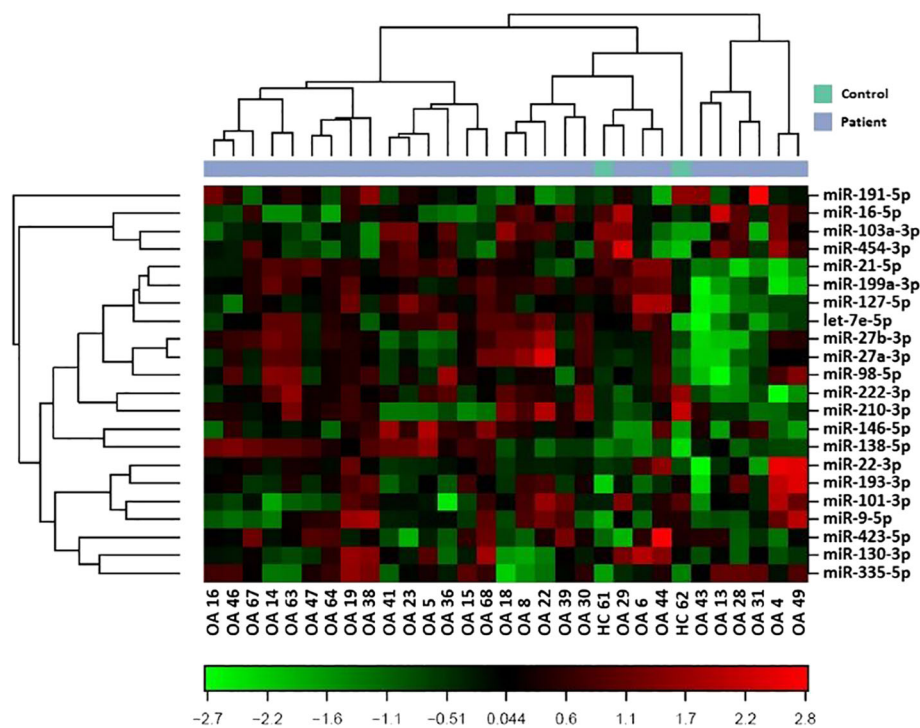 Control
Patient
miR-191-5p
miR-16-5p
miR-103a-3p
miR-454-3p
miR-21-5p
miR-199a-3p
miR-127-5p
let-7e-5p
miR-27b-3p
miR-27a-3p
miR-98-5p
miR-222-3p
miR-210-3p
miR-146-5p
miR-138-5p
miR-22-3p
miR-193-3p
miR-101-3p
miR-9-5p
miR-423-5p
miR-130-3p
miR-335-5p
OA 16
OA 46
OA 67
OA 14
OA 63
OA 47
OA 64
OA 19
OA 38
OA 41
OA 23
OA 5
OA 36
OA 15
OA 68
OA 18
OA 8
OA 22
OA 39
OA 30
HC 61
OA 29
OA 6
OA 44
HC 62
OA 43
OA 13
OA 28
OA 31
OA 4
OA 49
−2.7 −2.2 −1.6 −1.1 −0.51 0.044 0.6 1.1 1.7 2.2 2.8